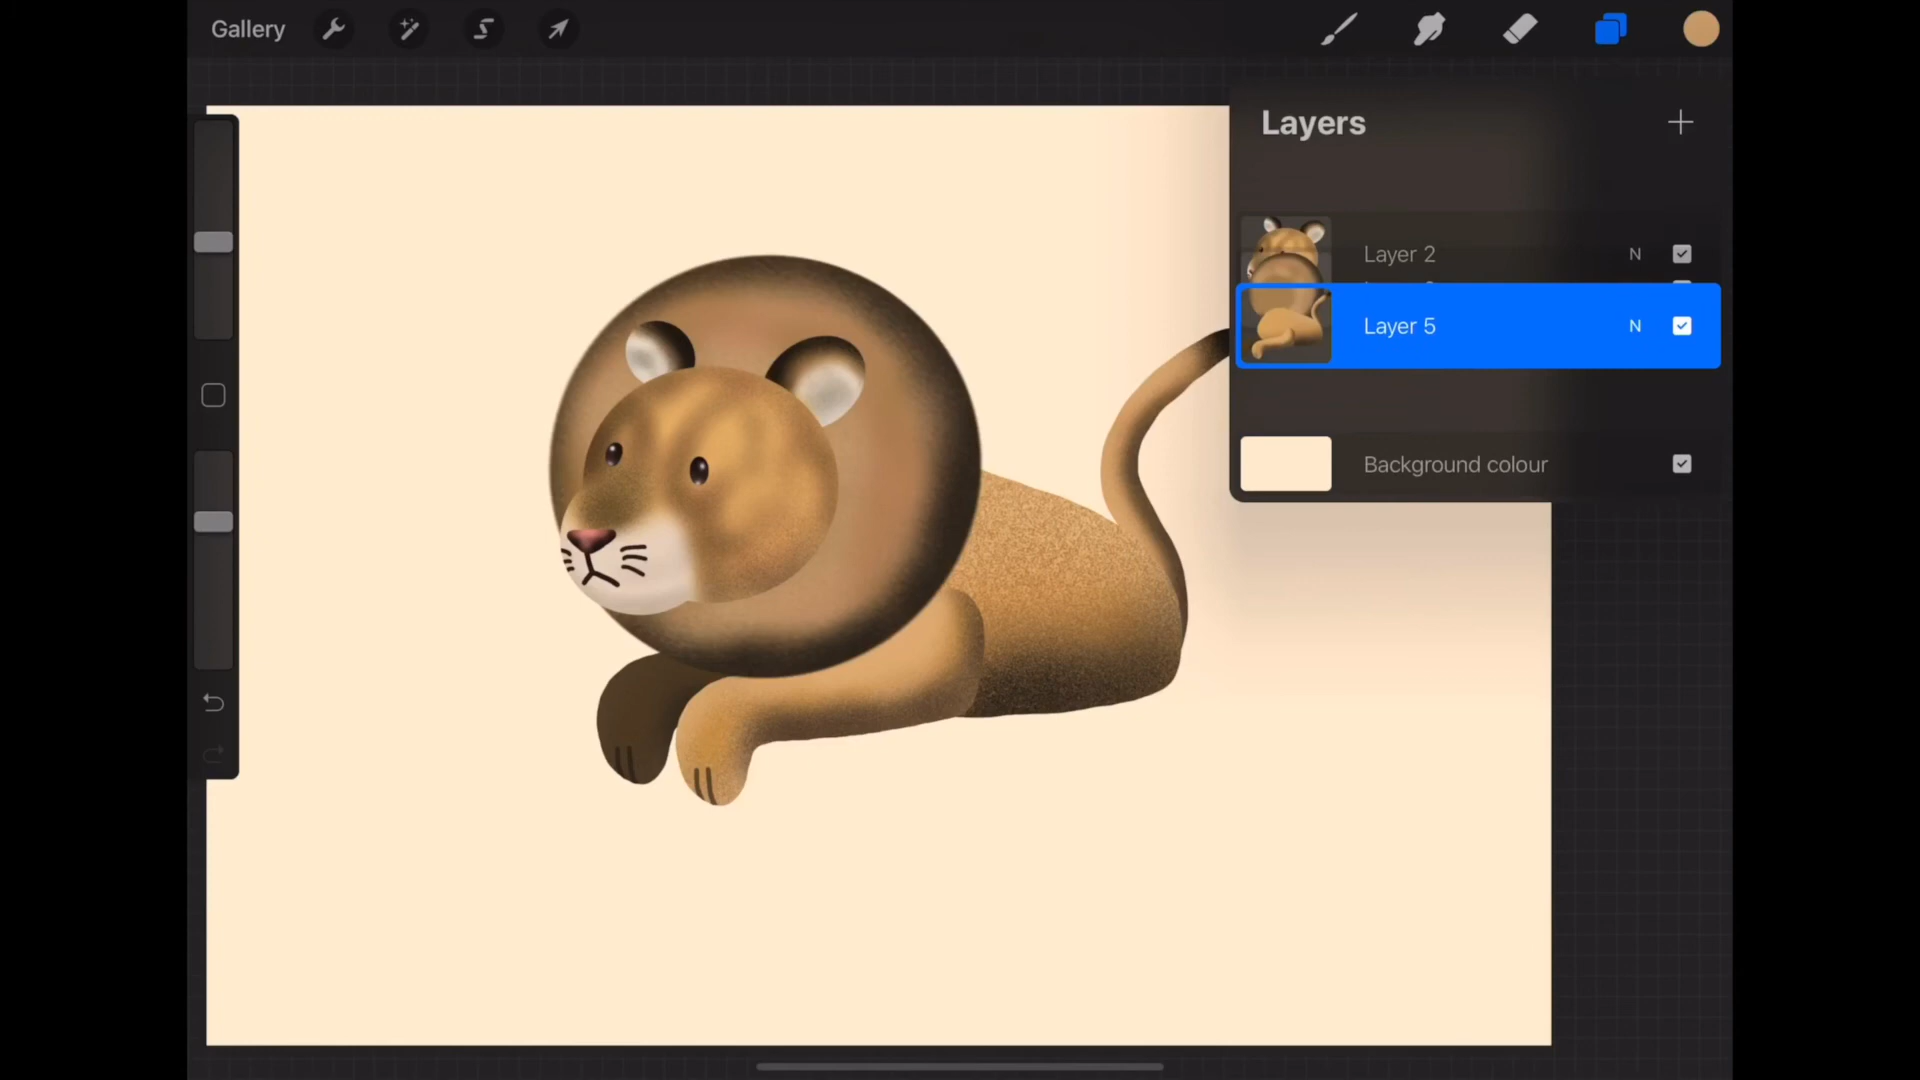 Gallery
Layers
Layer 2 N
Layer 5 N
Background colour